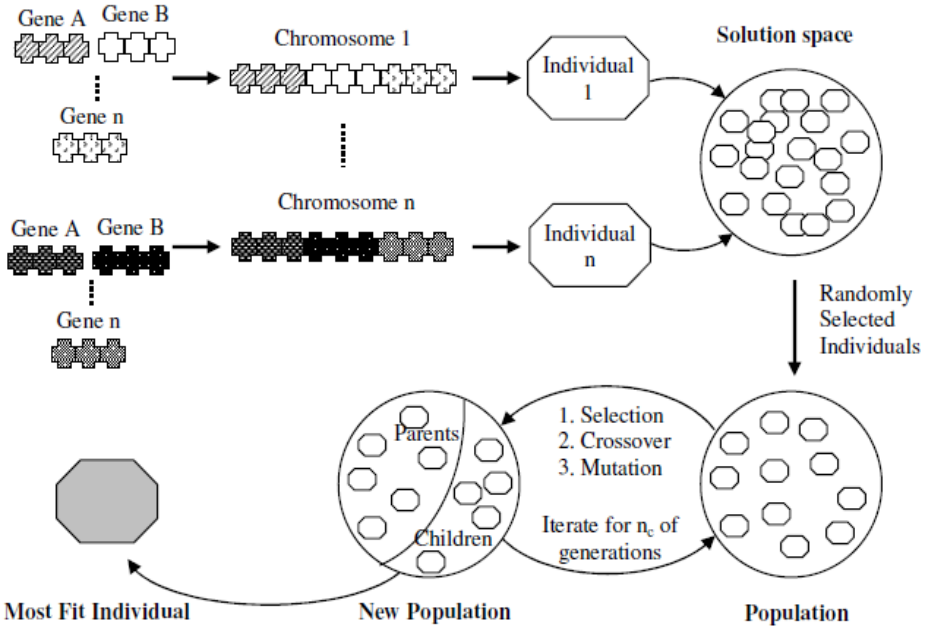 Gene A
Gene B
Gene n
Chromosome 1
Individual
1
Solution space
Gene A
Gene B
Gene n
Chromosome n
Individual
n
Randomly
Selected
Individuals
Parents
Children
1. Selection
2. Crossover
3. Mutation
Iterate for n_c of
generations
Most Fit Individual
New Population
Population